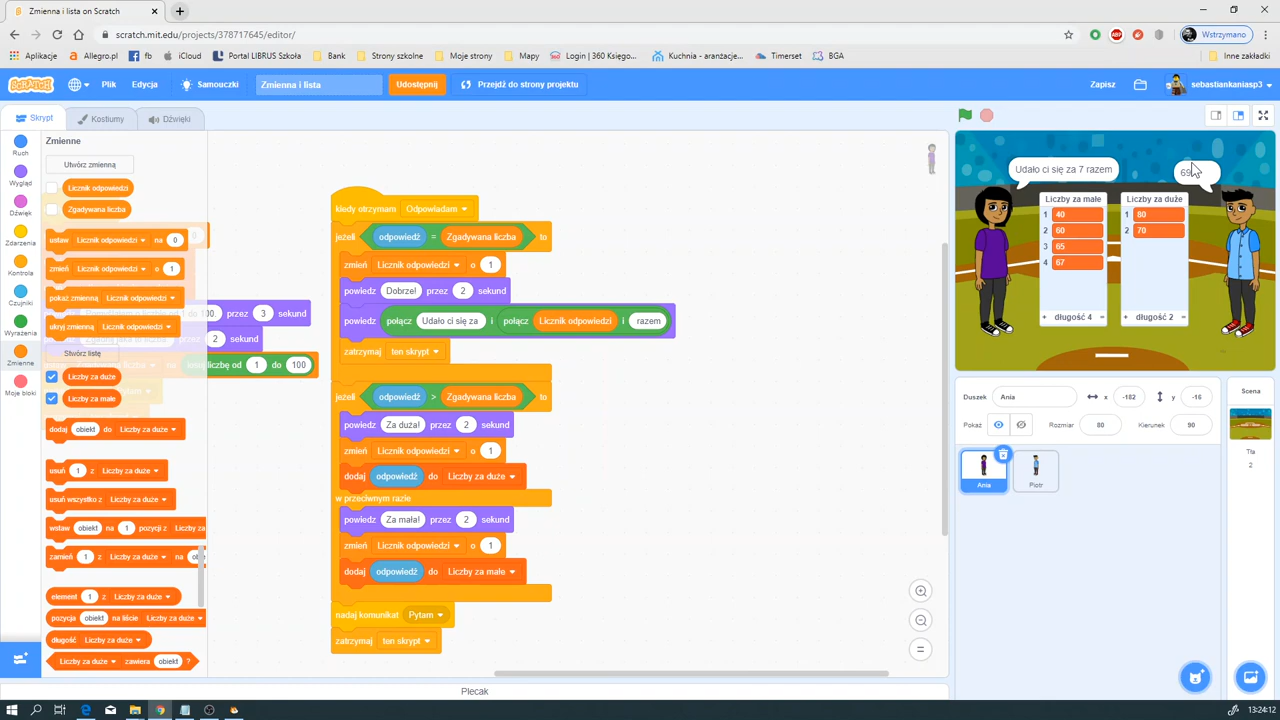 Zmienna i lista on Scratch
scratch.mit.edu/projects/378717645/editor/
Wstrzymano
Aplikacje Allegro.pl fb iCloud Portal LIBRUS Szkoła Bank Strony szkolne Moje strony Mapy Login | 360 Księgo... Kuchnia – aranżacje,... Timerset BGA Inne zakładki
SCRATCH Plik Edycja Samouczki Zmienna i lista Udostępnij Przejdź do strony projektu Zapisz sebastiankaniasp3
Skrypt Kostiumy Dźwięki
Ruch
Wygląd
Dźwięk
Zdarzenia
Kontrola
Czujniki
Wyrażenia
Zmienne
Moje bloki
Zmienne
Utwórz zmienną
Licznik odpowiedzi
Zgadywana liczba
ustaw Licznik odpowiedzi na 0
zmień Licznik odpowiedzi o 1
pokaż zmienną Licznik odpowiedzi
ukryj zmienną Licznik odpowiedzi
Stwórz listę
Liczby za duże
Liczby za małe
dodaj obiekt do Liczby za duże
usuń 1 z Liczby za duże
usuń wszystko z Liczby za duże
wstaw obiekt na 1 pozycji z Liczby za
zamień 1 z Liczby za duże na
element 1 z Liczby za duże
pozycja obiekt na liście Liczby za duże
długość Liczby za duże
Liczby za duże zawiera obiekt ?
od 1 do 100. przez 3 sekund
przez 2 sekund
na liczbę od 1 do 100
kiedy otrzymam Odpowiadam
jeżeli odpowiedź = Zgadywana liczba to
zmień Licznik odpowiedzi o 1
powiedz Dobrze! przez 2 sekund
powiedz połącz Udało ci się za i połącz Licznik odpowiedzi i razem
zatrzymaj ten skrypt
jeżeli odpowiedź > Zgadywana liczba to
powiedz Za duża! przez 2 sekund
zmień Licznik odpowiedzi o 1
dodaj odpowiedź do Liczby za duże
w przeciwnym razie
powiedz Za mała! przez 2 sekund
zmień Licznik odpowiedzi o 1
dodaj odpowiedź do Liczby za małe
nadaj komunikat Pytam
zatrzymaj ten skrypt
Plecak
Udało ci się za 7 razem
69
Liczby za małe
1 40
2 60
3 65
4 67
+ długość 4 =
Liczby za duże
1 80
2 70
+ długość 2 =
Duszek Ania x -182 y -16
Pokaż Rozmiar 80 Kierunek 90
Ania
Piotr
Scena
Tła
2
13:24:12